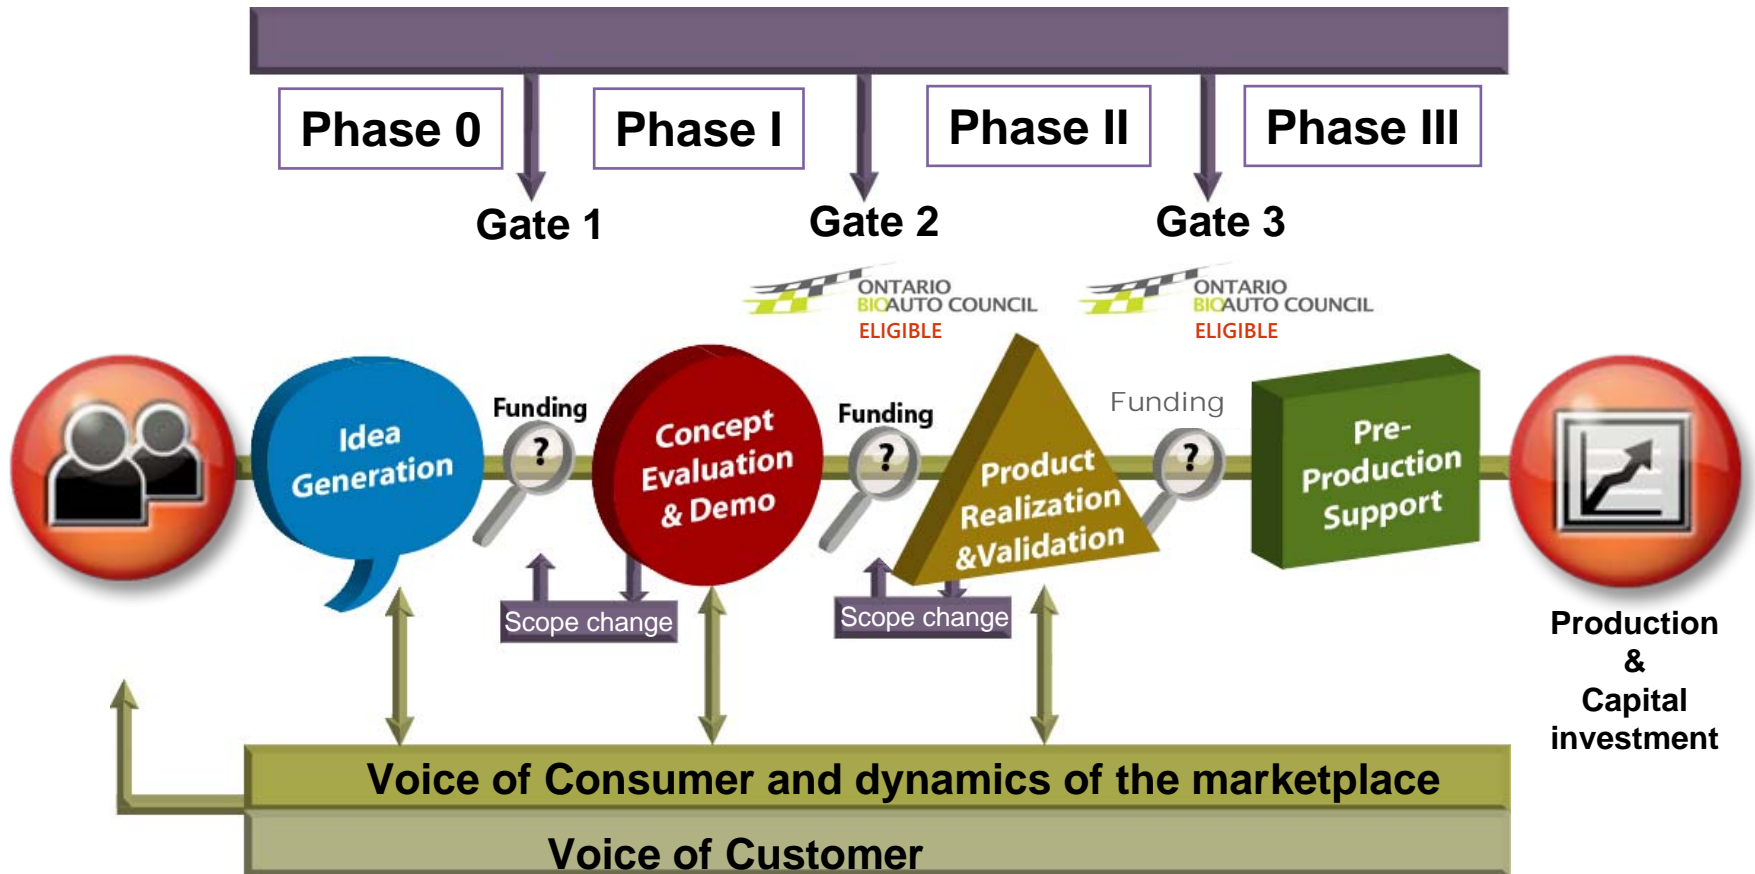 Phase 0
Phase I
Phase II
Phase III
Gate 1
Gate 2
Gate 3
ONTARIO
BIOAUTO COUNCIL
ELIGIBLE
ONTARIO
BIOAUTO COUNCIL
ELIGIBLE
Idea
Generation
Funding
?
Concept
Evaluation
& Demo
Funding
?
Product
Realization
&Validation
Funding
?
Pre-
Production
Support
Scope change
Scope change
Production
&
Capital
investment
Voice of Consumer and dynamics of the marketplace
Voice of Customer